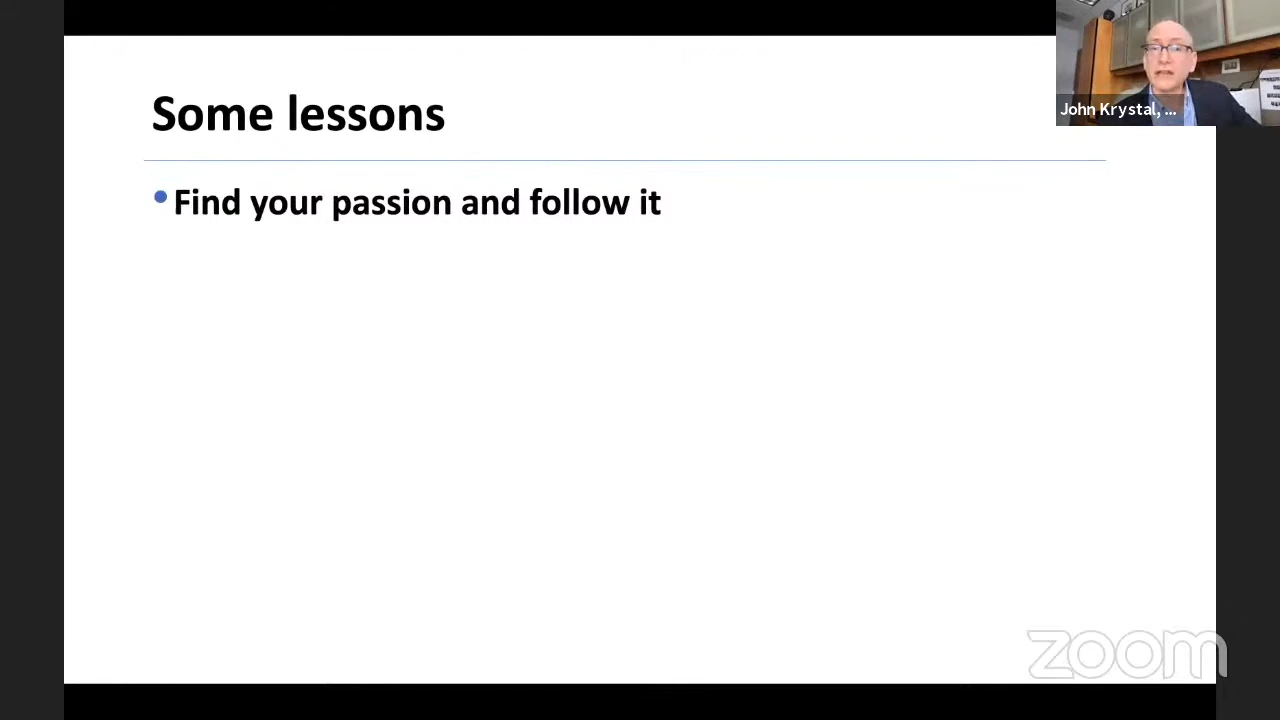 Some lessons
John Krystal, ...
• Find your passion and follow it
zoom